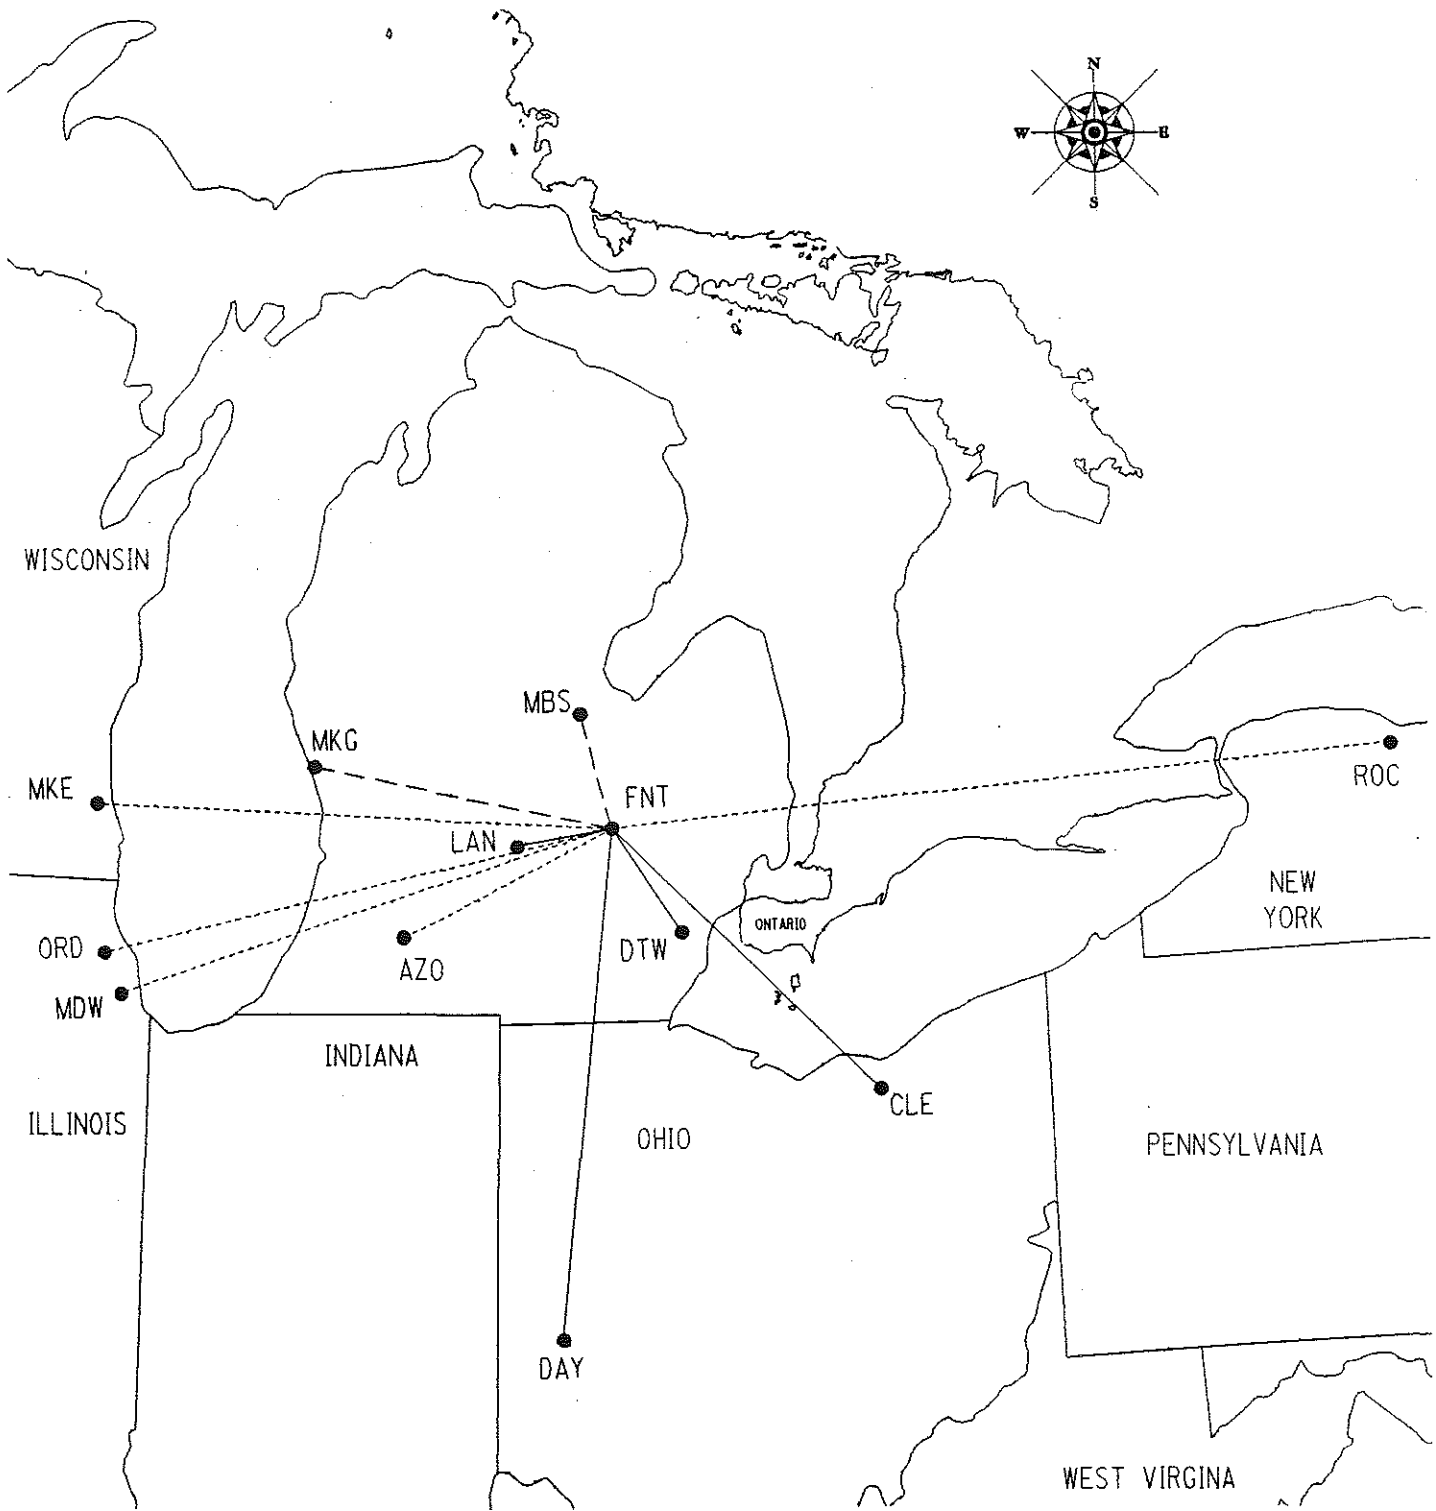 N
W E
S
WISCONSIN
MBS
MKG
MKE
FNT
ROC
LAN
NEW
YORK
ONTARIO
ORD
DTW
AZO
MDW
INDIANA
CLE
ILLINOIS
OHIO
PENNSYLVANIA
DAY
WEST VIRGINA